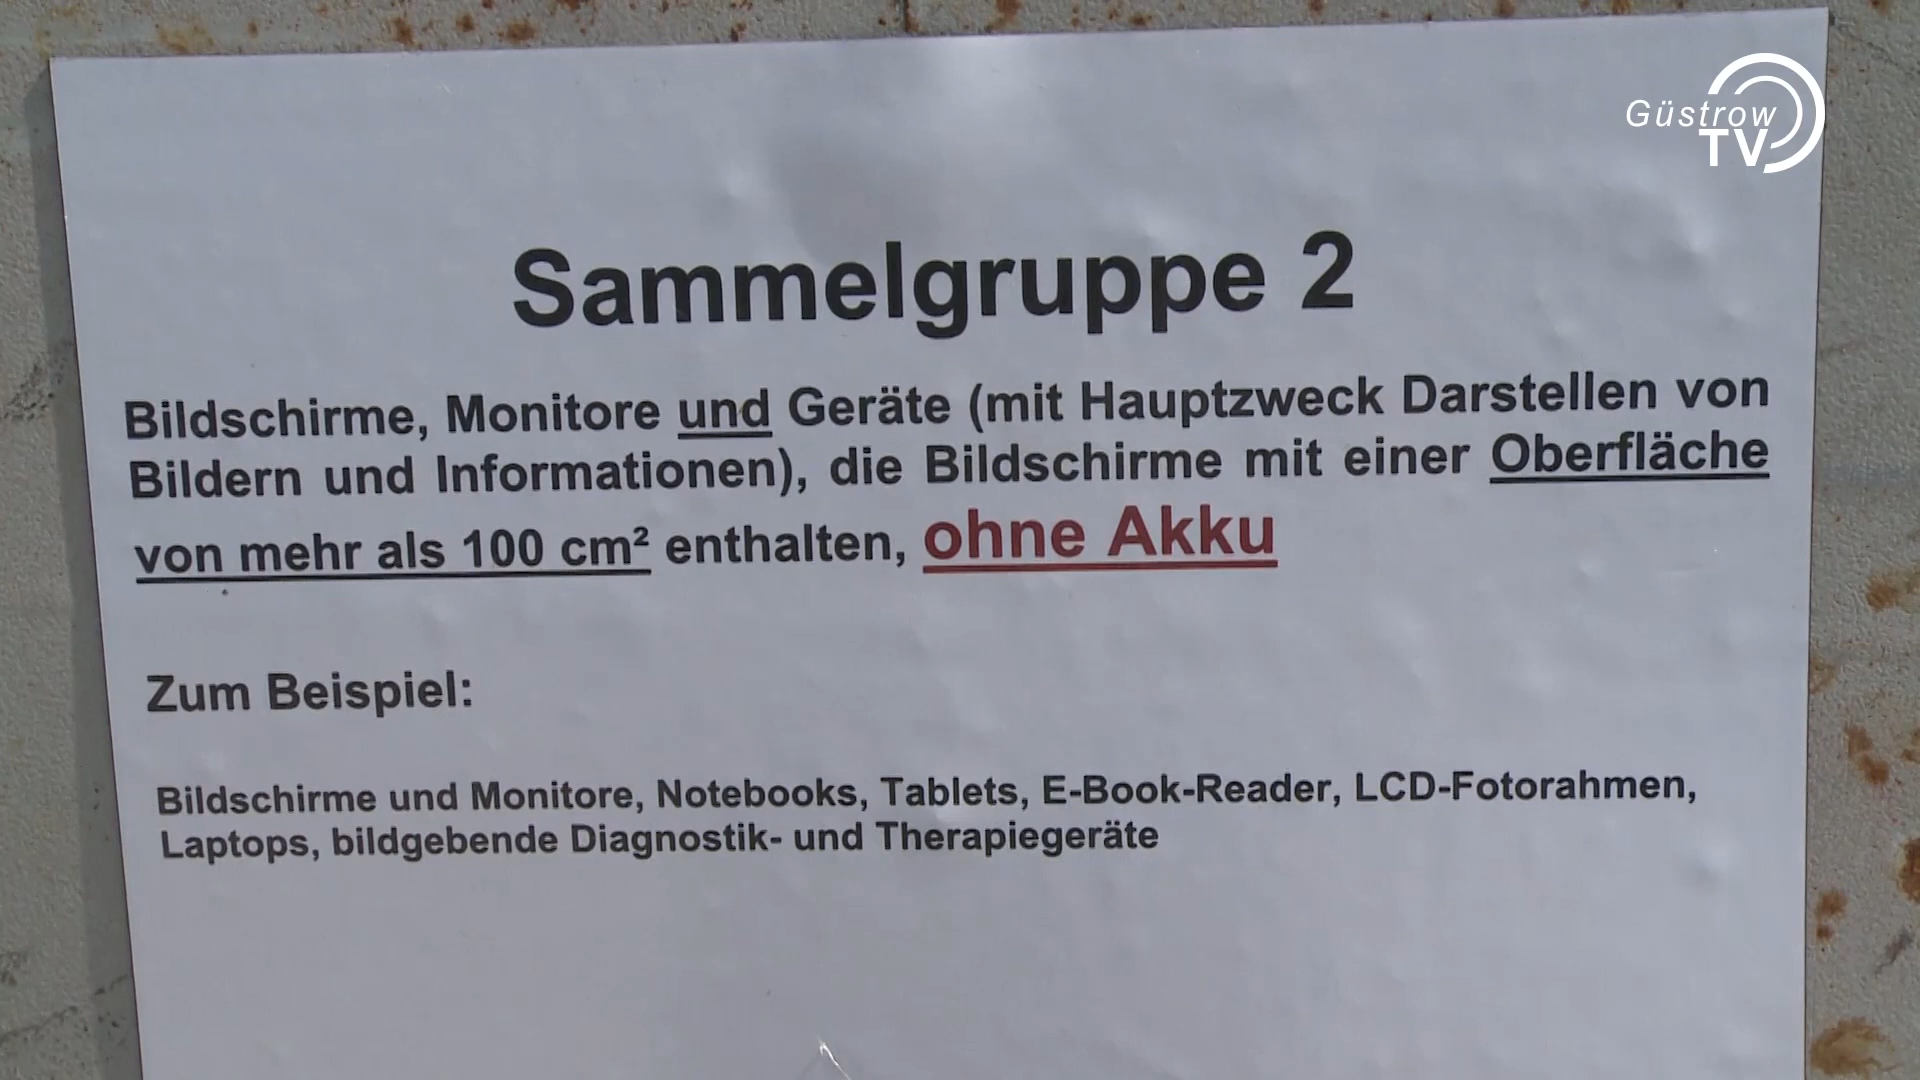 Güstrow
TV
Sammelgruppe 2
Bildschirme, Monitore und Geräte (mit Hauptzweck Darstellen von
Bildern und Informationen), die Bildschirme mit einer Oberfläche
von mehr als 100 cm² enthalten, ohne Akku
Zum Beispiel:
Bildschirme und Monitore, Notebooks, Tablets, E-Book-Reader, LCD-Fotorahmen,
Laptops, bildgebende Diagnostik- und Therapiegeräte